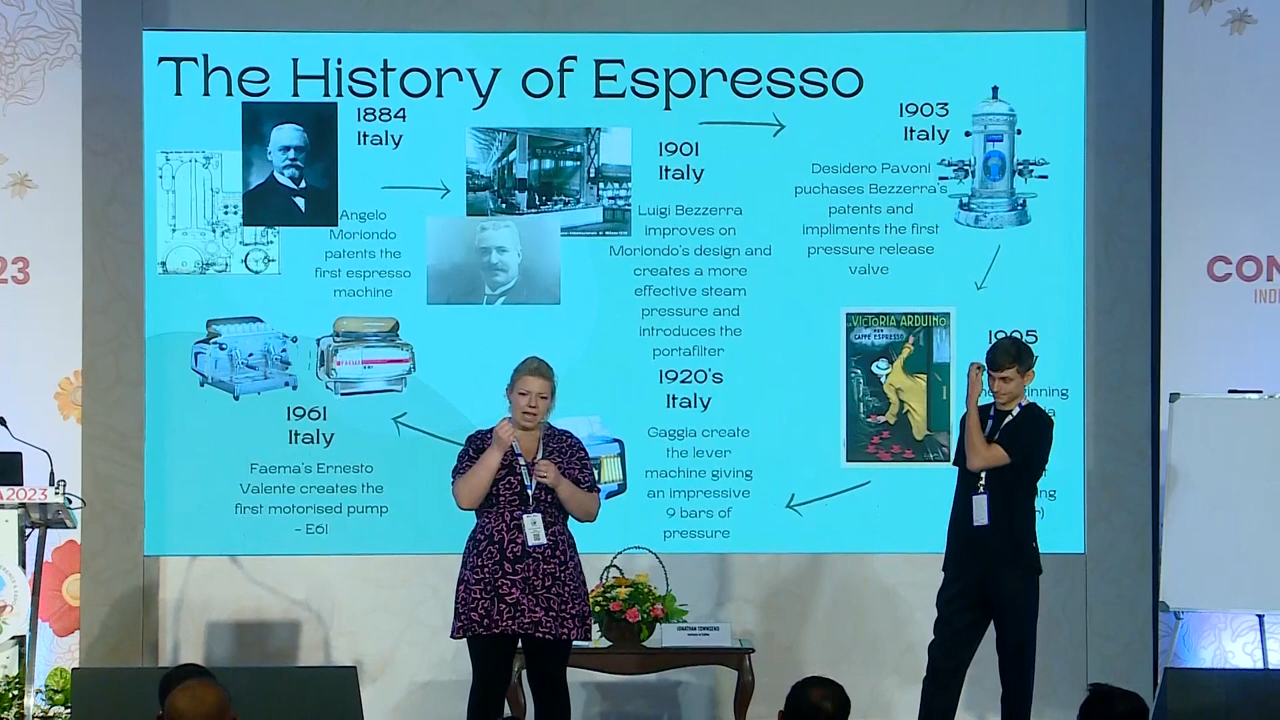 The History of Espresso
1884
Italy
Angelo
Moriondo
patents the
first espresso
machine
1901
Italy
Luigi Bezzerra
improves on
Moriondo's design and
creates a more
effective steam
pressure and
introduces the
portafilter
1903
Italy
Desidero Pavoni
puchases Bezzerra's
patents and
impliments the first
pressure release
valve
VICTORIA ARDUINO
PER
CAFFÈ ESPRESSO
1905
1920's
Italy
Gaggia create
the lever
machine giving
an impressive
9 bars of
pressure
1961
Italy
Faema's Ernesto
Valente creates the
first motorised pump
- E61
23
A2023
CON
JONATHAN TOWNSEND